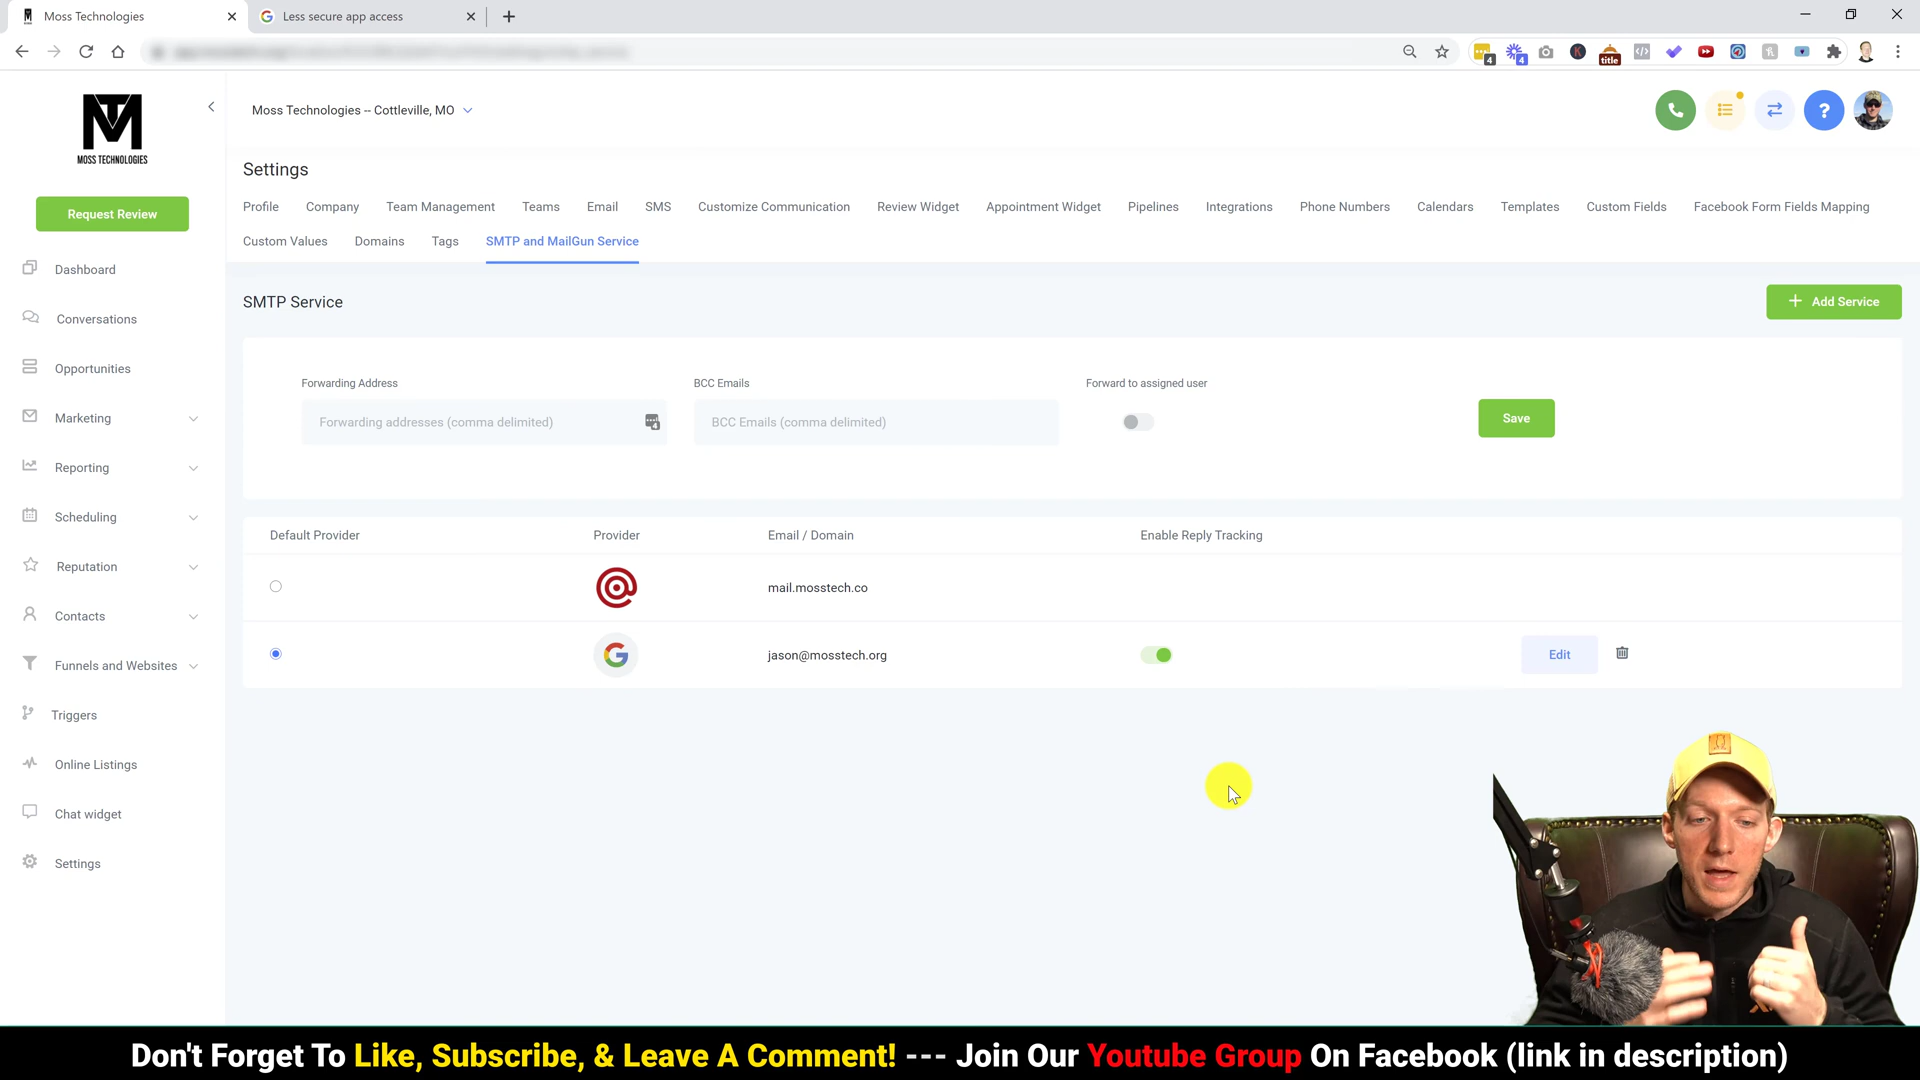 Moss Technologies
Less secure app access
4
4
title
MOSS TECHNOLOGIES
Moss Technologies -- Cottleville, MO
?
Request Review
Dashboard
Conversations
Opportunities
Marketing
Reporting
Scheduling
Reputation
Contacts
Funnels and Websites
Triggers
Online Listings
Chat widget
Settings
Settings
Profile Company Team Management Teams Email SMS Customize Communication Review Widget Appointment Widget Pipelines Integrations Phone Numbers Calendars Templates Custom Fields Facebook Form Fields Mapping
Custom Values Domains Tags SMTP and MailGun Service
SMTP Service
+ Add Service
Forwarding Address BCC Emails Forward to assigned user
Forwarding addresses (comma delimited) BCC Emails (comma delimited) Save
Default Provider Provider Email / Domain Enable Reply Tracking
mail.mosstech.co
jason@mosstech.org Edit
Don't Forget To Like, Subscribe, & Leave A Comment! --- Join Our Youtube Group On Facebook (link in description)